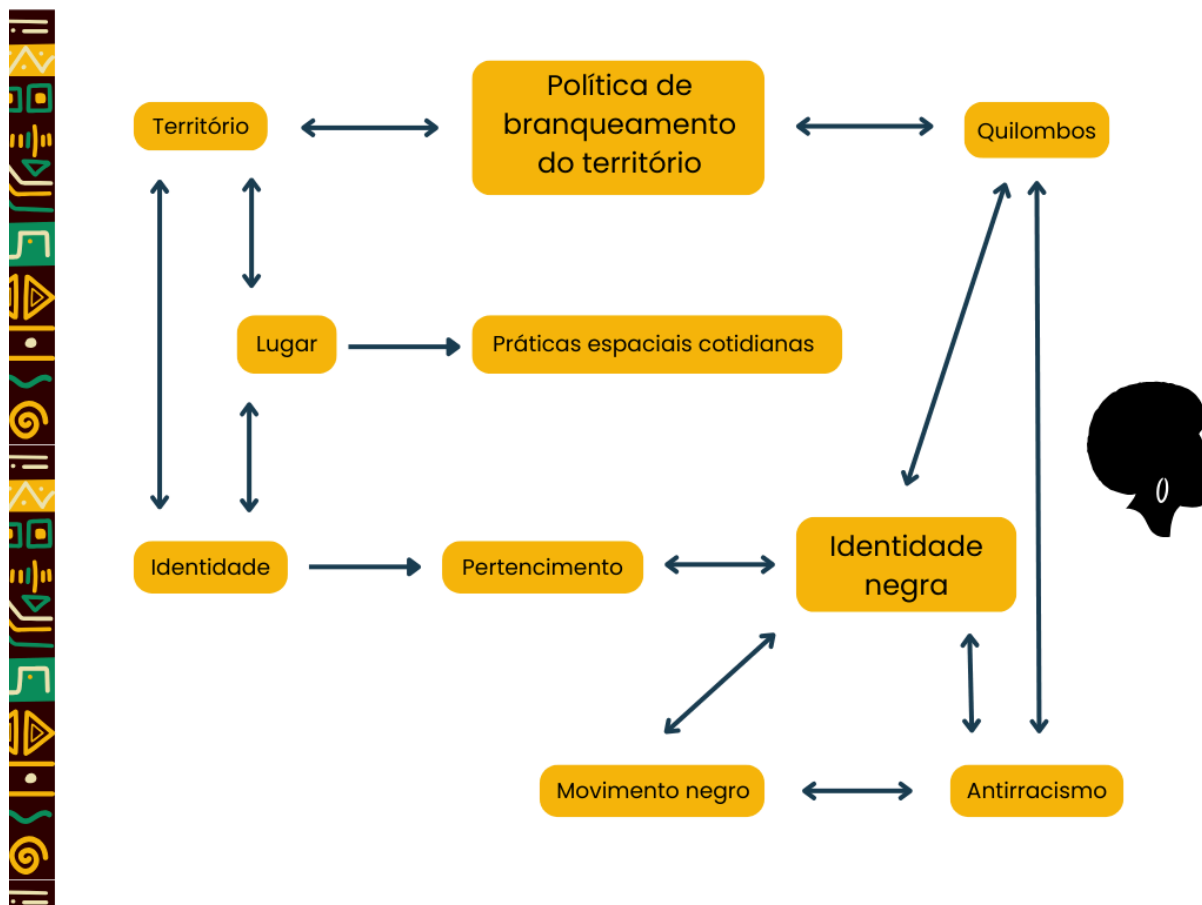 Política de
branqueamento
do território
Território
Quilombos
Lugar
Práticas espaciais cotidianas
Identidade
Pertencimento
Identidade
negra
Movimento negro
Antirracismo